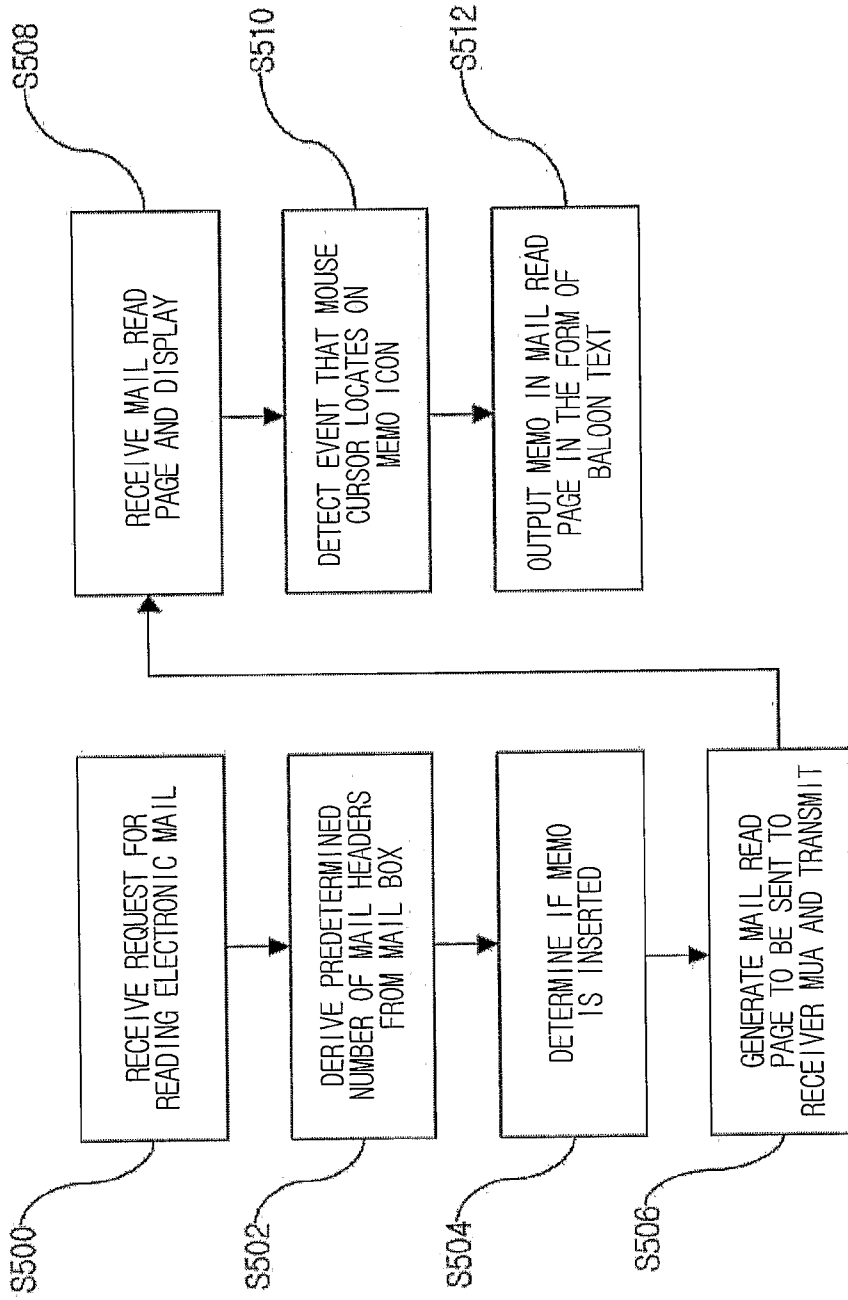 S500
RECEIVE REQUEST FOR
READING ELECTRONIC MAIL
S502
DERIVE PREDETERMINED
NUMBER OF MAIL HEADERS
FROM MAIL BOX
S504
DETERMINE IF MEMO
IS INSERTED
S506
GENERATE MAIL READ
PAGE TO BE SENT TO
RECEIVER MUA AND TRANSMIT
S508
RECEIVE MAIL READ
PAGE AND DISPLAY
S510
DETECT EVENT THAT MOUSE
CURSOR LOCATES ON
MEMO ICON
S512
OUTPUT MEMO IN MAIL READ
PAGE IN THE FORM OF
BALOON TEXT